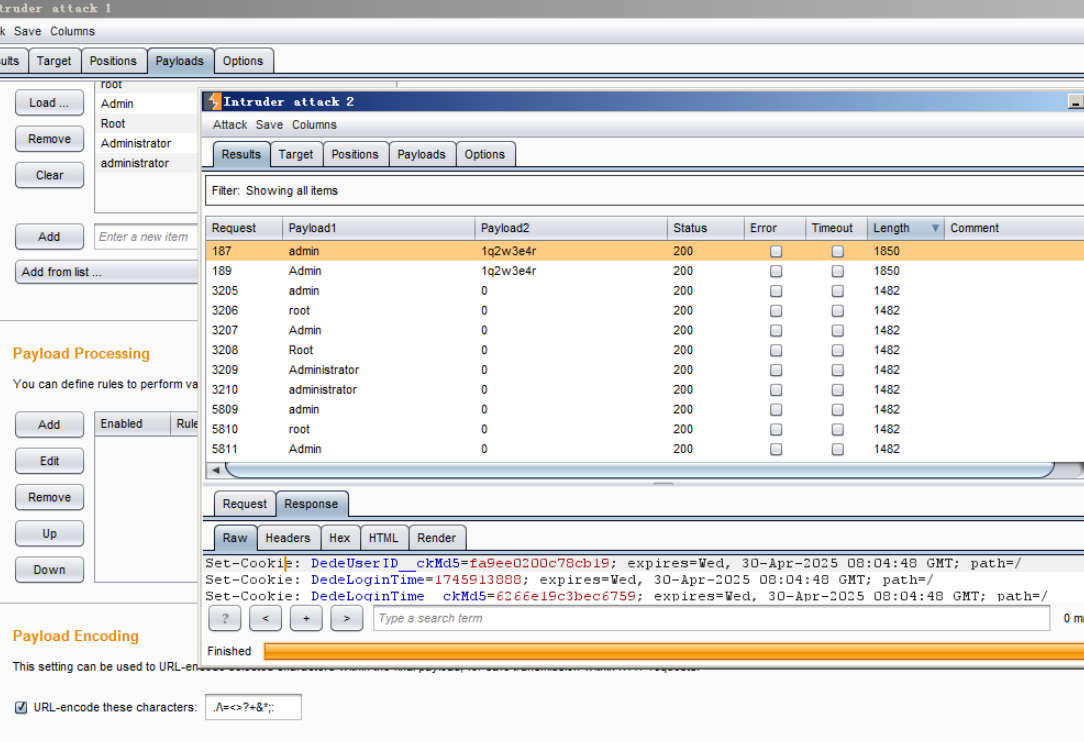 truder attack 1
k Save Columns
ults Target Positions Payloads Options
Load ...
Remove
Clear
root
Admin
Root
Administrator
administrator
Add Enter a new item
Add from list ...
Payload Processing
You can define rules to perform va
Add
Edit
Remove
Up
Down
Enabled Rule
Payload Encoding
This setting can be used to URL-en
URL-encode these characters: ./\=<>?+&*;:
Intruder attack 2
Attack Save Columns
Results Target Positions Payloads Options
Filter: Showing all items
Request Payload1 Payload2 Status Error Timeout Length Comment
187 admin 1q2w3e4r 200 1850
189 Admin 1q2w3e4r 200 1850
3205 admin 0 200 1482
3206 root 0 200 1482
3207 Admin 0 200 1482
3208 Root 0 200 1482
3209 Administrator 0 200 1482
3210 administrator 0 200 1482
5809 admin 0 200 1482
5810 root 0 200 1482
5811 Admin 0 200 1482
Request Response
Raw Headers Hex HTML Render
Set-Cookie: DedeUserID__ckMd5=fa9ee0200c78cb19; expires=Wed, 30-Apr-2025 08:04:48 GMT; path=/
Set-Cookie: DedeLoginTime=1745913888; expires=Wed, 30-Apr-2025 08:04:48 GMT; path=/
Set-Cookie: DedeLoginTime__ckMd5=6266e19c3bec6759; expires=Wed, 30-Apr-2025 08:04:48 GMT; path=/
? < + > Type a search term 0 ma
Finished